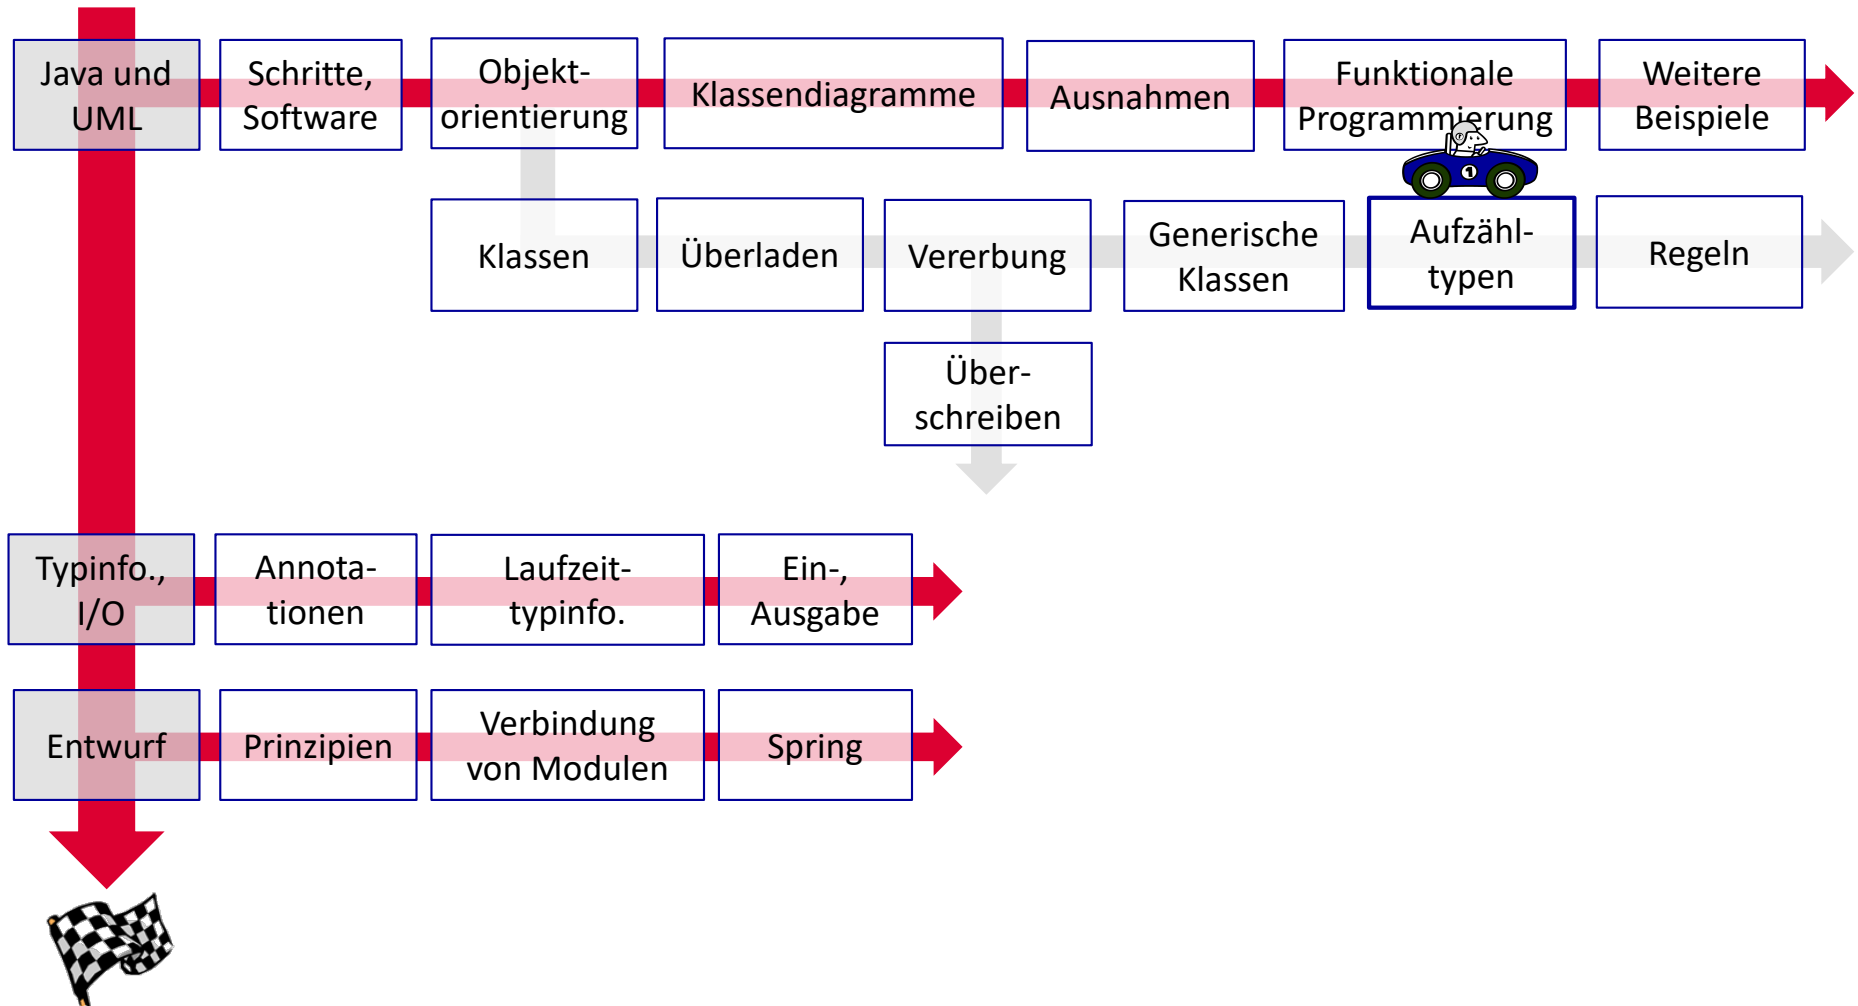 Java und
UML
Schritte,
Software
Objekt-
orientierung
Klassendiagramme
Ausnahmen
Funktionale
Programmierung
Weitere
Beispiele
1
Klassen
Überladen
Vererbung
Generische
Klassen
Aufzähl-
typen
Regeln
Über-
schreiben
Typinfo.,
I/O
Annota-
tionen
Laufzeit-
typinfo.
Ein-,
Ausgabe
Entwurf
Prinzipien
Verbindung
von Modulen
Spring